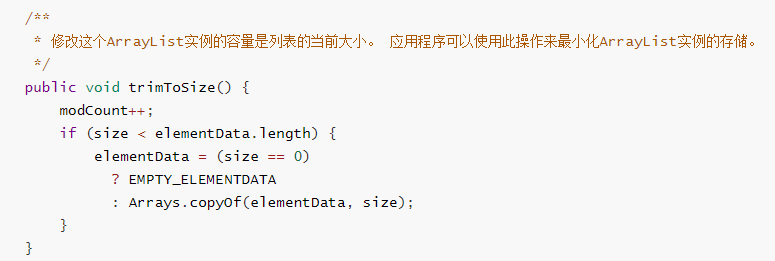 /**
 * 修改这个ArrayList实例的容量是列表的当前大小。 应用程序可以使用此操作来最小化ArrayList实例的存储。
 */
public void trimToSize() {
    modCount++;
    if (size < elementData.length) {
        elementData = (size == 0)
          ? EMPTY_ELEMENTDATA
          : Arrays.copyOf(elementData, size);
    }
}